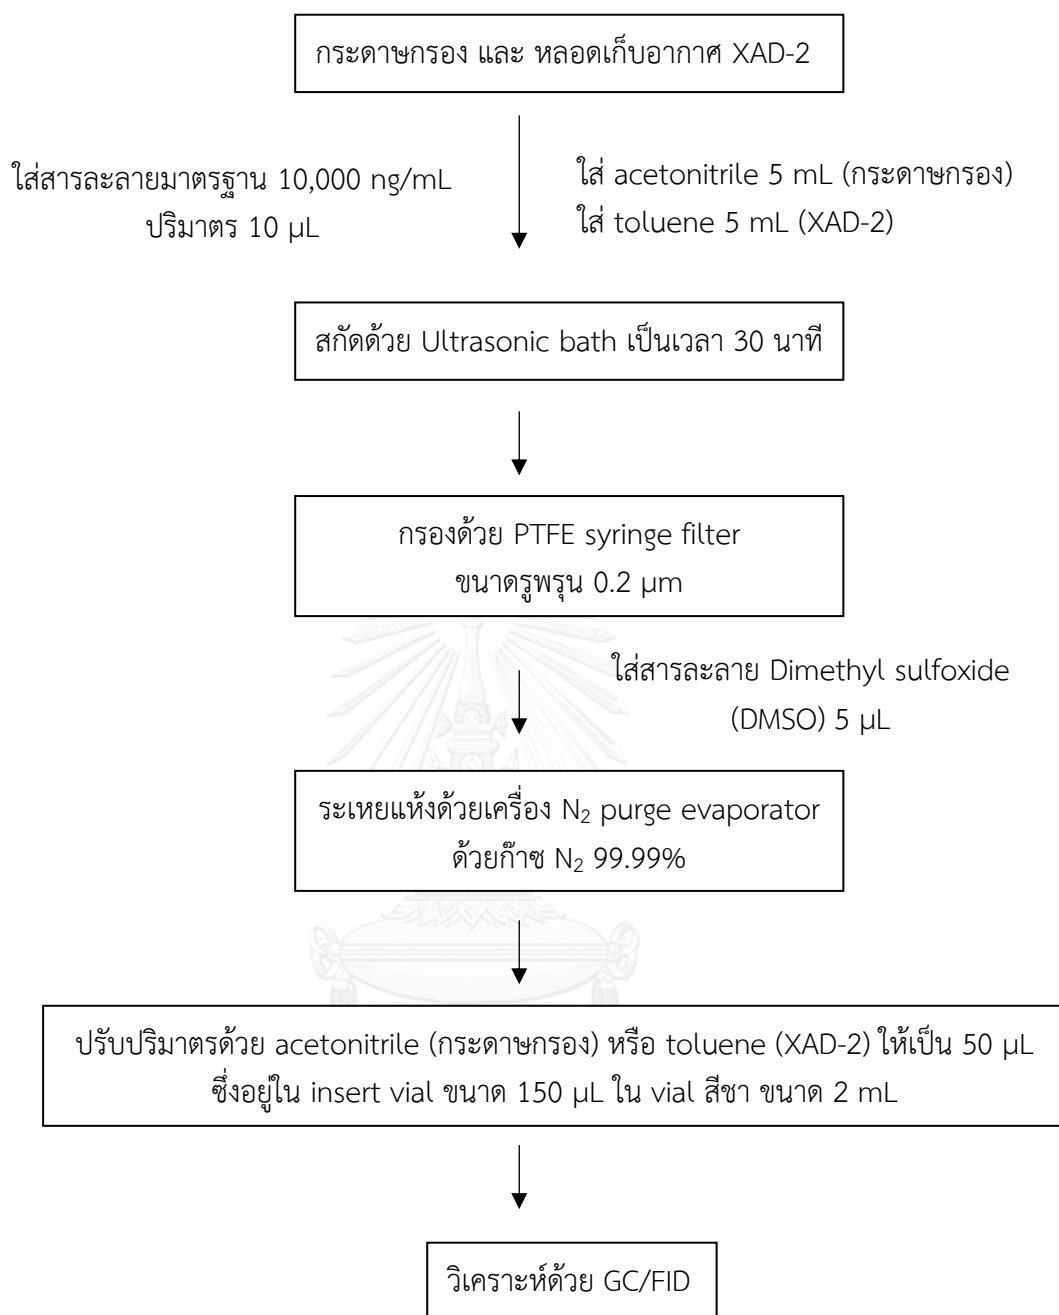 กระดาษกรอง และ หลอดเก็บอากาศ XAD-2
ใส่สารละลายมาตรฐาน 10,000 ng/mL
ปริมาตร 10 µL
ใส่ acetonitrile 5 mL (กระดาษกรอง)
ใส่ toluene 5 mL (XAD-2)
สกัดด้วย Ultrasonic bath เป็นเวลา 30 นาที
กรองด้วย PTFE syringe filter
ขนาดรูพรุน 0.2 µm
ใส่สารละลาย Dimethyl sulfoxide
(DMSO) 5 µL
ระเหยแห้งด้วยเครื่อง N₂ purge evaporator
ด้วยก๊าซ N₂ 99.99%
ปรับปริมาตรด้วย acetonitrile (กระดาษกรอง) หรือ toluene (XAD-2) ให้เป็น 50 µL
ซึ่งอยู่ใน insert vial ขนาด 150 µL ใน vial สีชา ขนาด 2 mL
วิเคราะห์ด้วย GC/FID